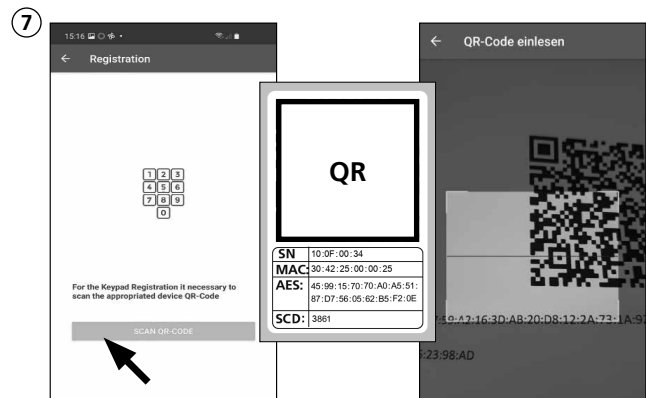 7
15:16
Registration
1 2 3
4 5 6
7 8 9
0
For the Keypad Registration it necessary to
scan the appropriated device QR-Code
SCAN QR-CODE
QR
SN 10:0F:00:34
MAC: 30:42:25:00:00:25
AES: 45:99:15:70:70:A0:A5:51:
87:D7:56:05:62:B5:F2:0E
SCD: 3861
QR-Code einlesen
:59:A2:16:3D:AB:20:D8:12:2A:73:1A:92
:23:98:AD